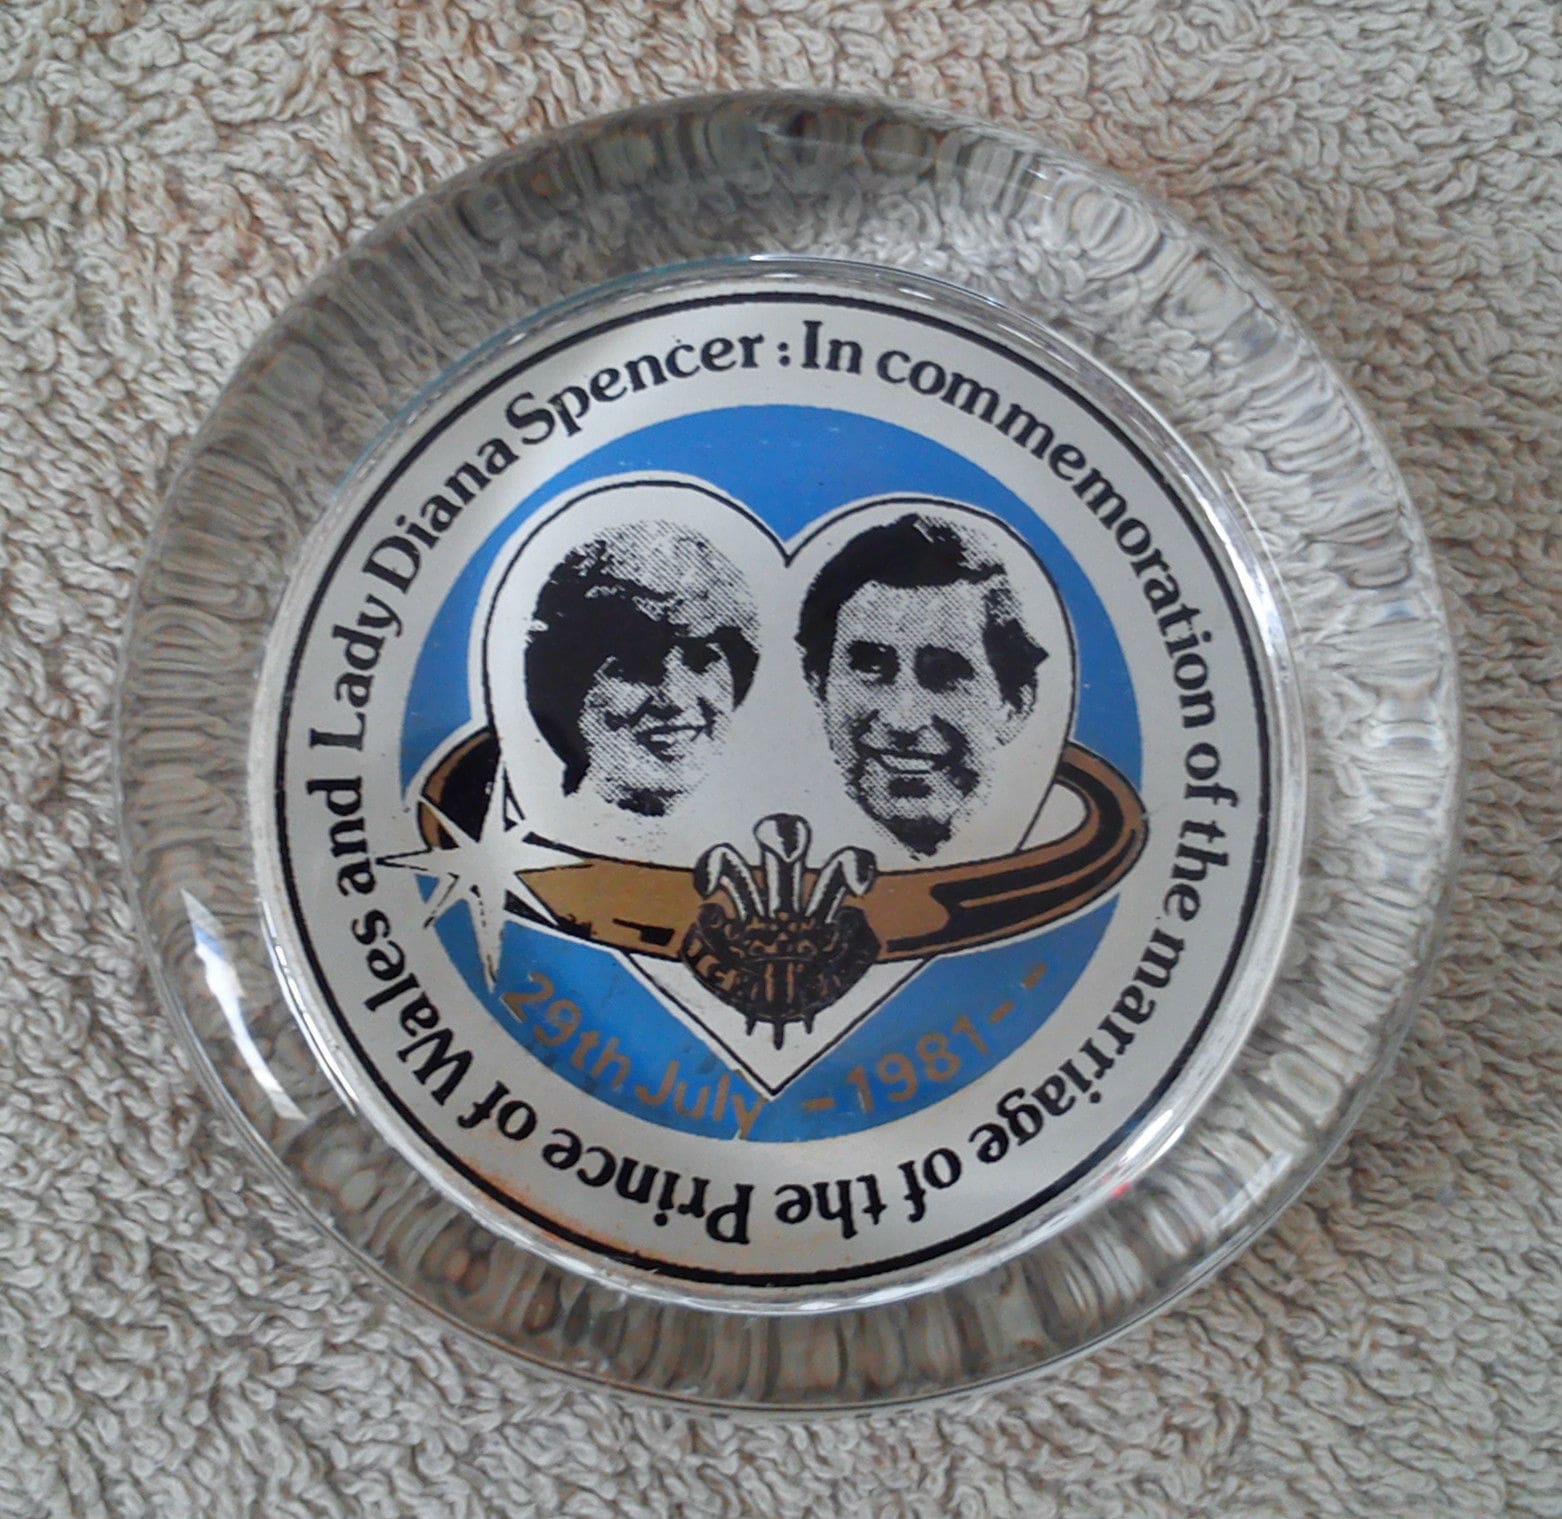 In commemoration of the marriage of the Prince of Wales and Lady Diana Spencer:
29th July - 1981 - -